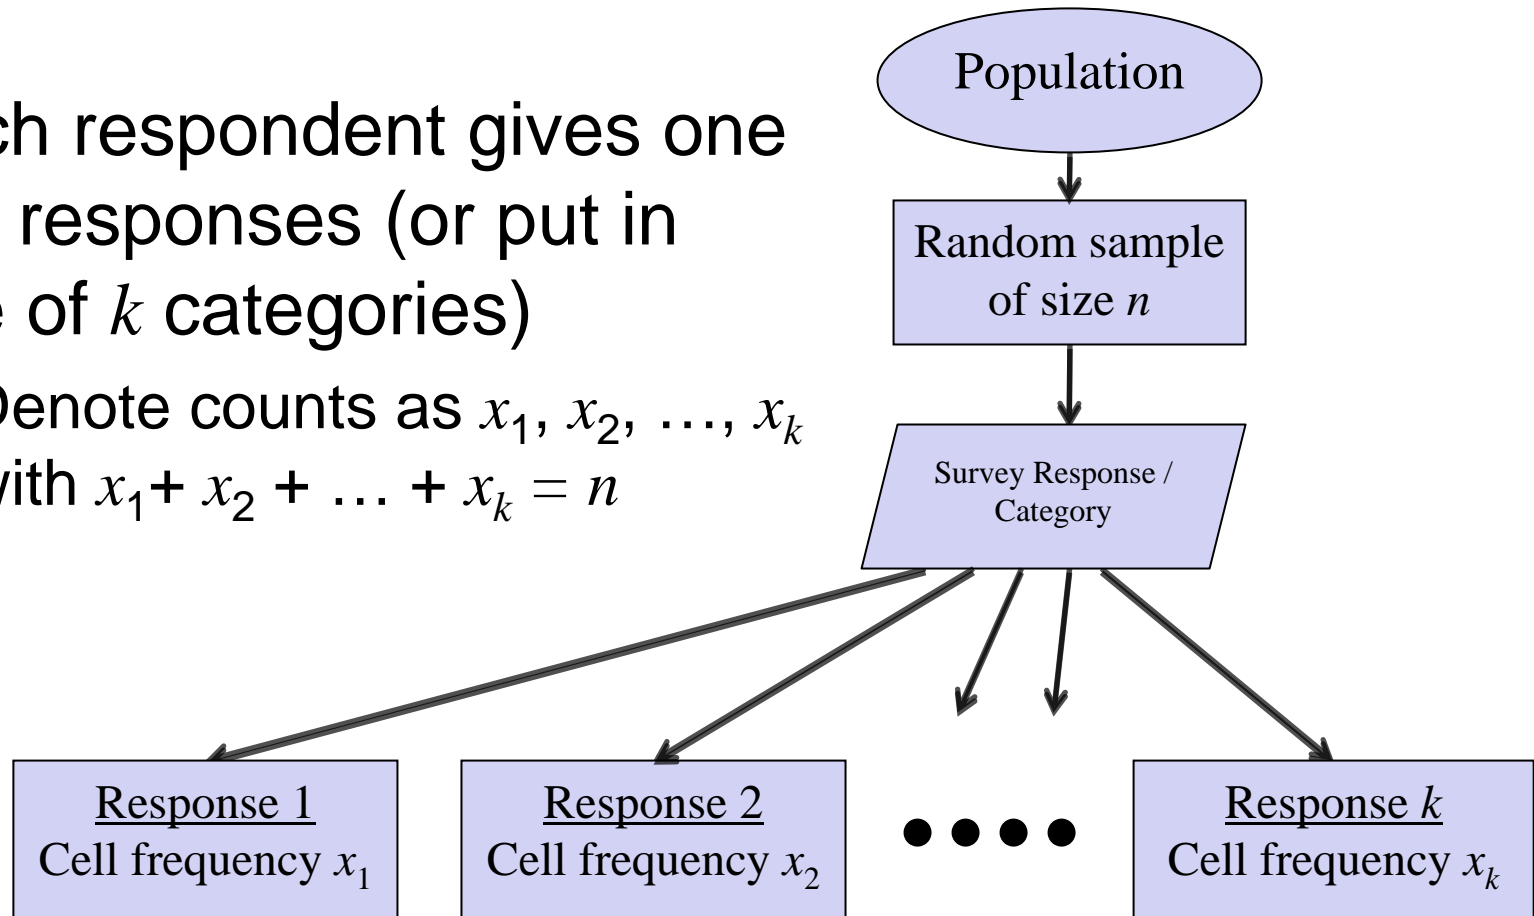 ch respondent gives one
responses (or put in
e of k categories)
Denote counts as x₁, x₂, …, xₖ
with x₁+ x₂ + … + xₖ = n
Population
Random sample
of size n
Survey Response /
Category
Response 1
Cell frequency x₁
Response 2
Cell frequency x₂
••••
Response k
Cell frequency xₖ